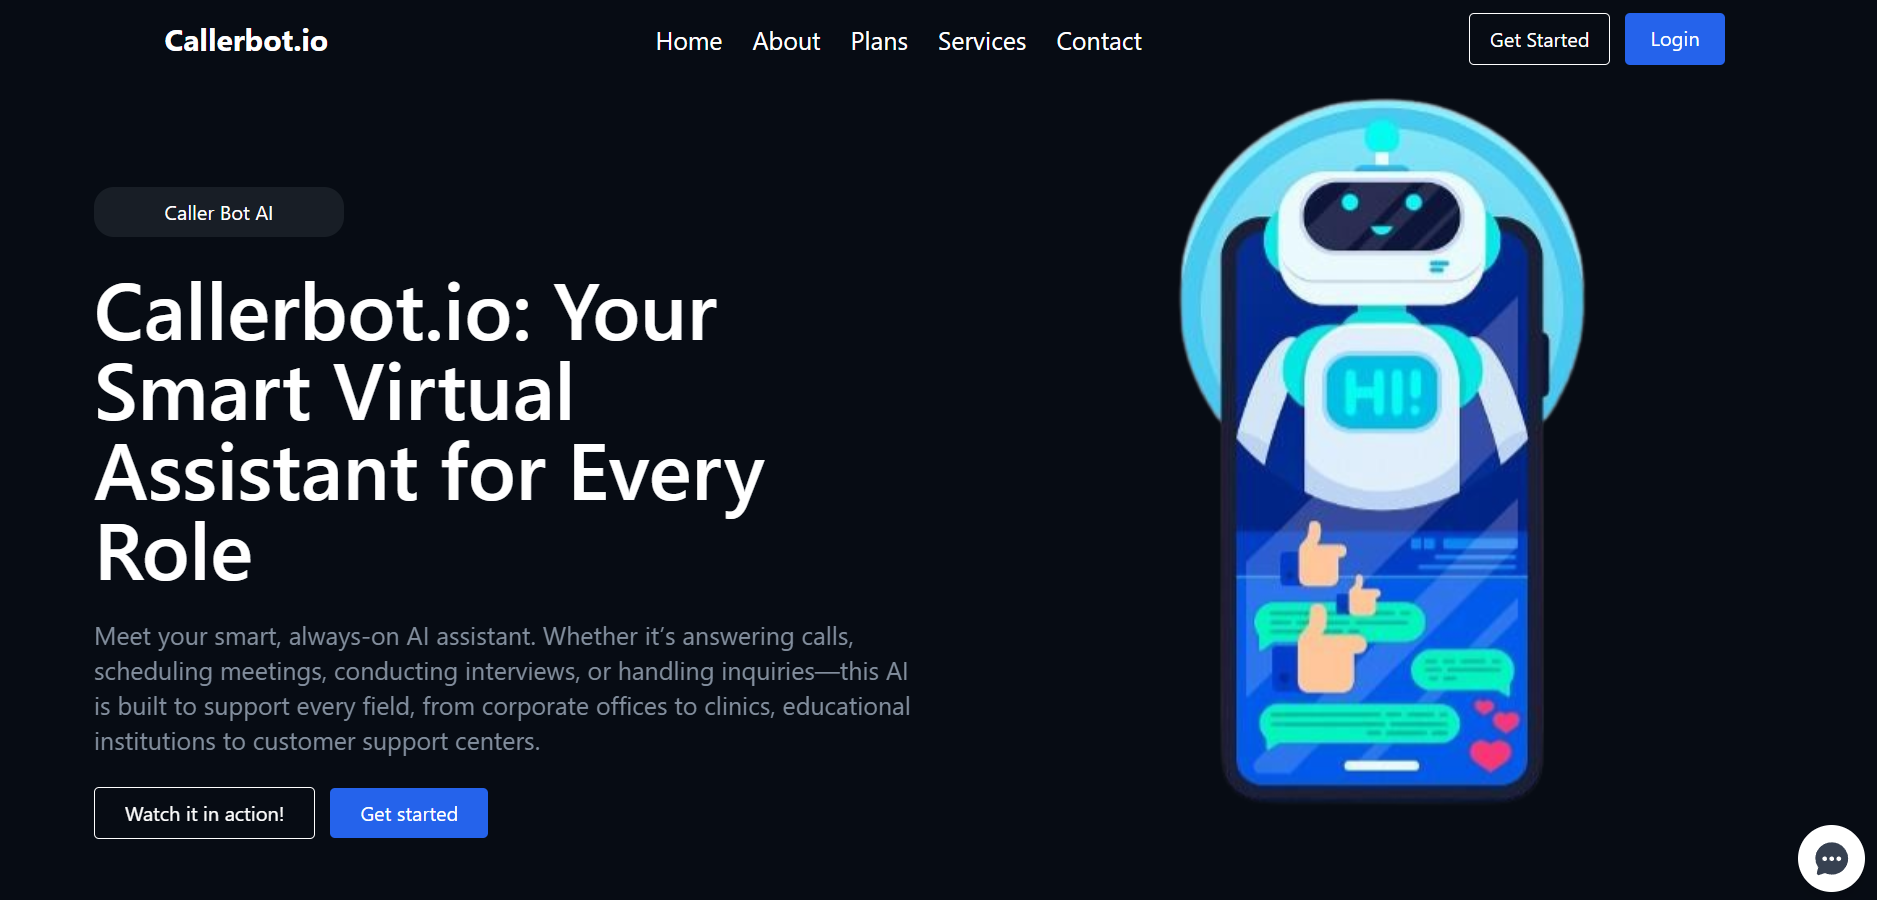 Callerbot.io
Home About Plans Services Contact
Get Started Login
Caller Bot AI
Callerbot.io: Your
Smart Virtual
Assistant for Every
Role
Meet your smart, always-on AI assistant. Whether it’s answering calls,
scheduling meetings, conducting interviews, or handling inquiries—this AI
is built to support every field, from corporate offices to clinics, educational
institutions to customer support centers.
Watch it in action! Get started
HI!